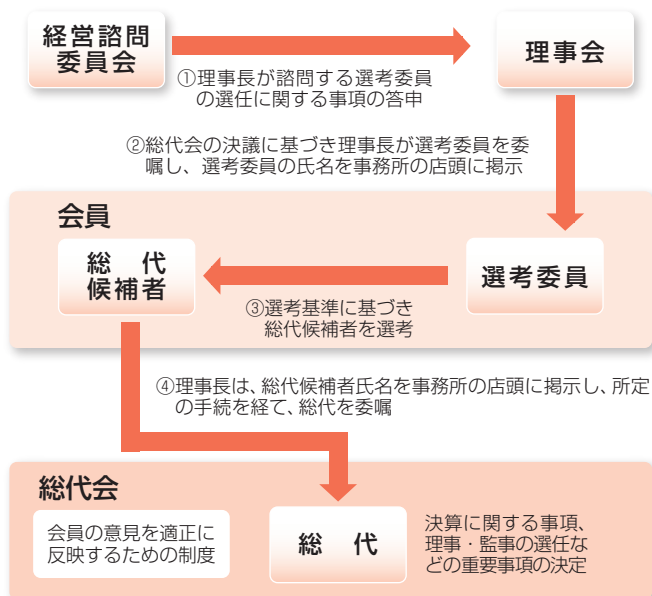 経営諮問
委員会
理事会
①理事長が諮問する選考委員
の選任に関する事項の答申
②総代会の決議に基づき理事長が選考委員を委
嘱し、選考委員の氏名を事務所の店頭に掲示
会員
総　代
候補者
選考委員
③選考基準に基づき
総代候補者を選考
④理事長は、総代候補者氏名を事務所の店頭に掲示し、所定
の手続を経て、総代を委嘱
総代会
会員の意見を適正に
反映するための制度
総　代
決算に関する事項、
理事・監事の選任な
どの重要事項の決定